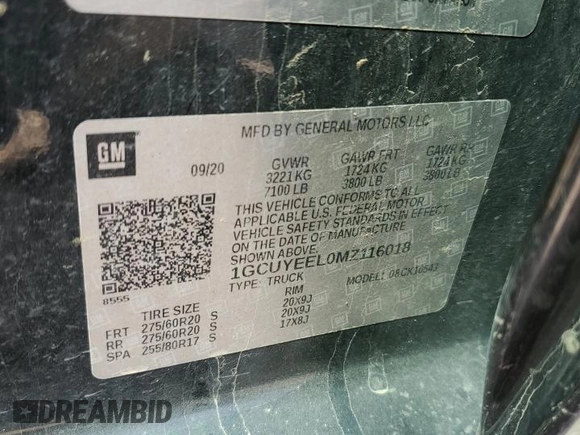 GM
MFD BY GENERAL MOTORS LLC
09/20
GVWR GAWR FRT GAWR RR
3221 KG 1724 KG 1724 KG
7100 LB 3800 LB 3800 LB
THIS VEHICLE CONFORMS TO ALL
APPLICABLE U.S. FEDERAL MOTOR
VEHICLE SAFETY STANDARDS IN EFFECT
ON THE DATE OF MANUFACTURE
1GCUYEEL0MZ116018
TYPE: TRUCK MODEL: 08CK10543
8555
TIRE SIZE RIM
FRT 275/60R20 S 20X9J
RR 275/60R20 S 20X9J
SPA 255/80R17 S 17X8J
DREAMBID